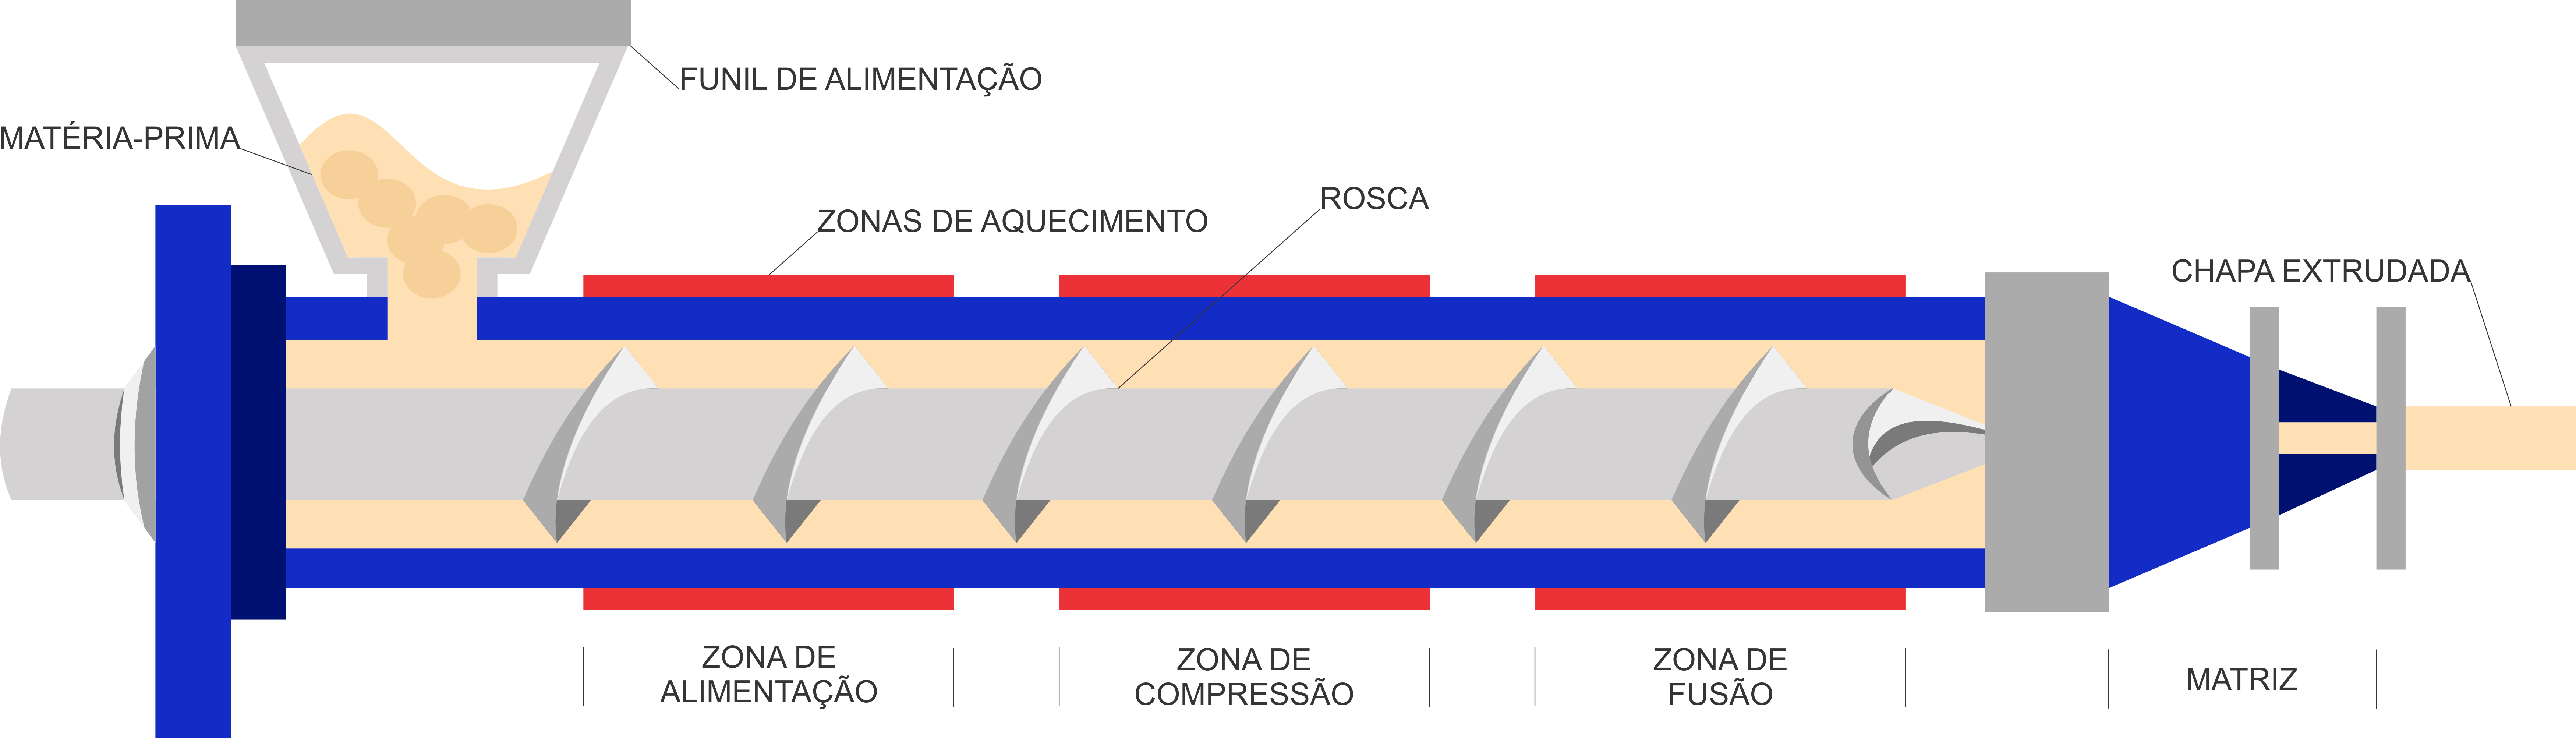 FUNIL DE ALIMENTAÇÃO
MATÉRIA-PRIMA
ROSCA
ZONAS DE AQUECIMENTO
CHAPA EXTRUDADA
ZONA DE
ALIMENTAÇÃO
ZONA DE
COMPRESSÃO
ZONA DE
FUSÃO
MATRIZ